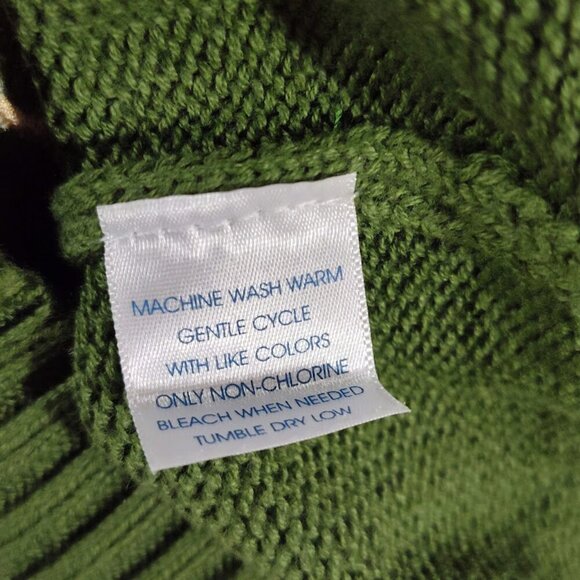 MACHINE WASH WARM
GENTLE CYCLE
WITH LIKE COLORS
ONLY NON-CHLORINE
BLEACH WHEN NEEDED
TUMBLE DRY LOW